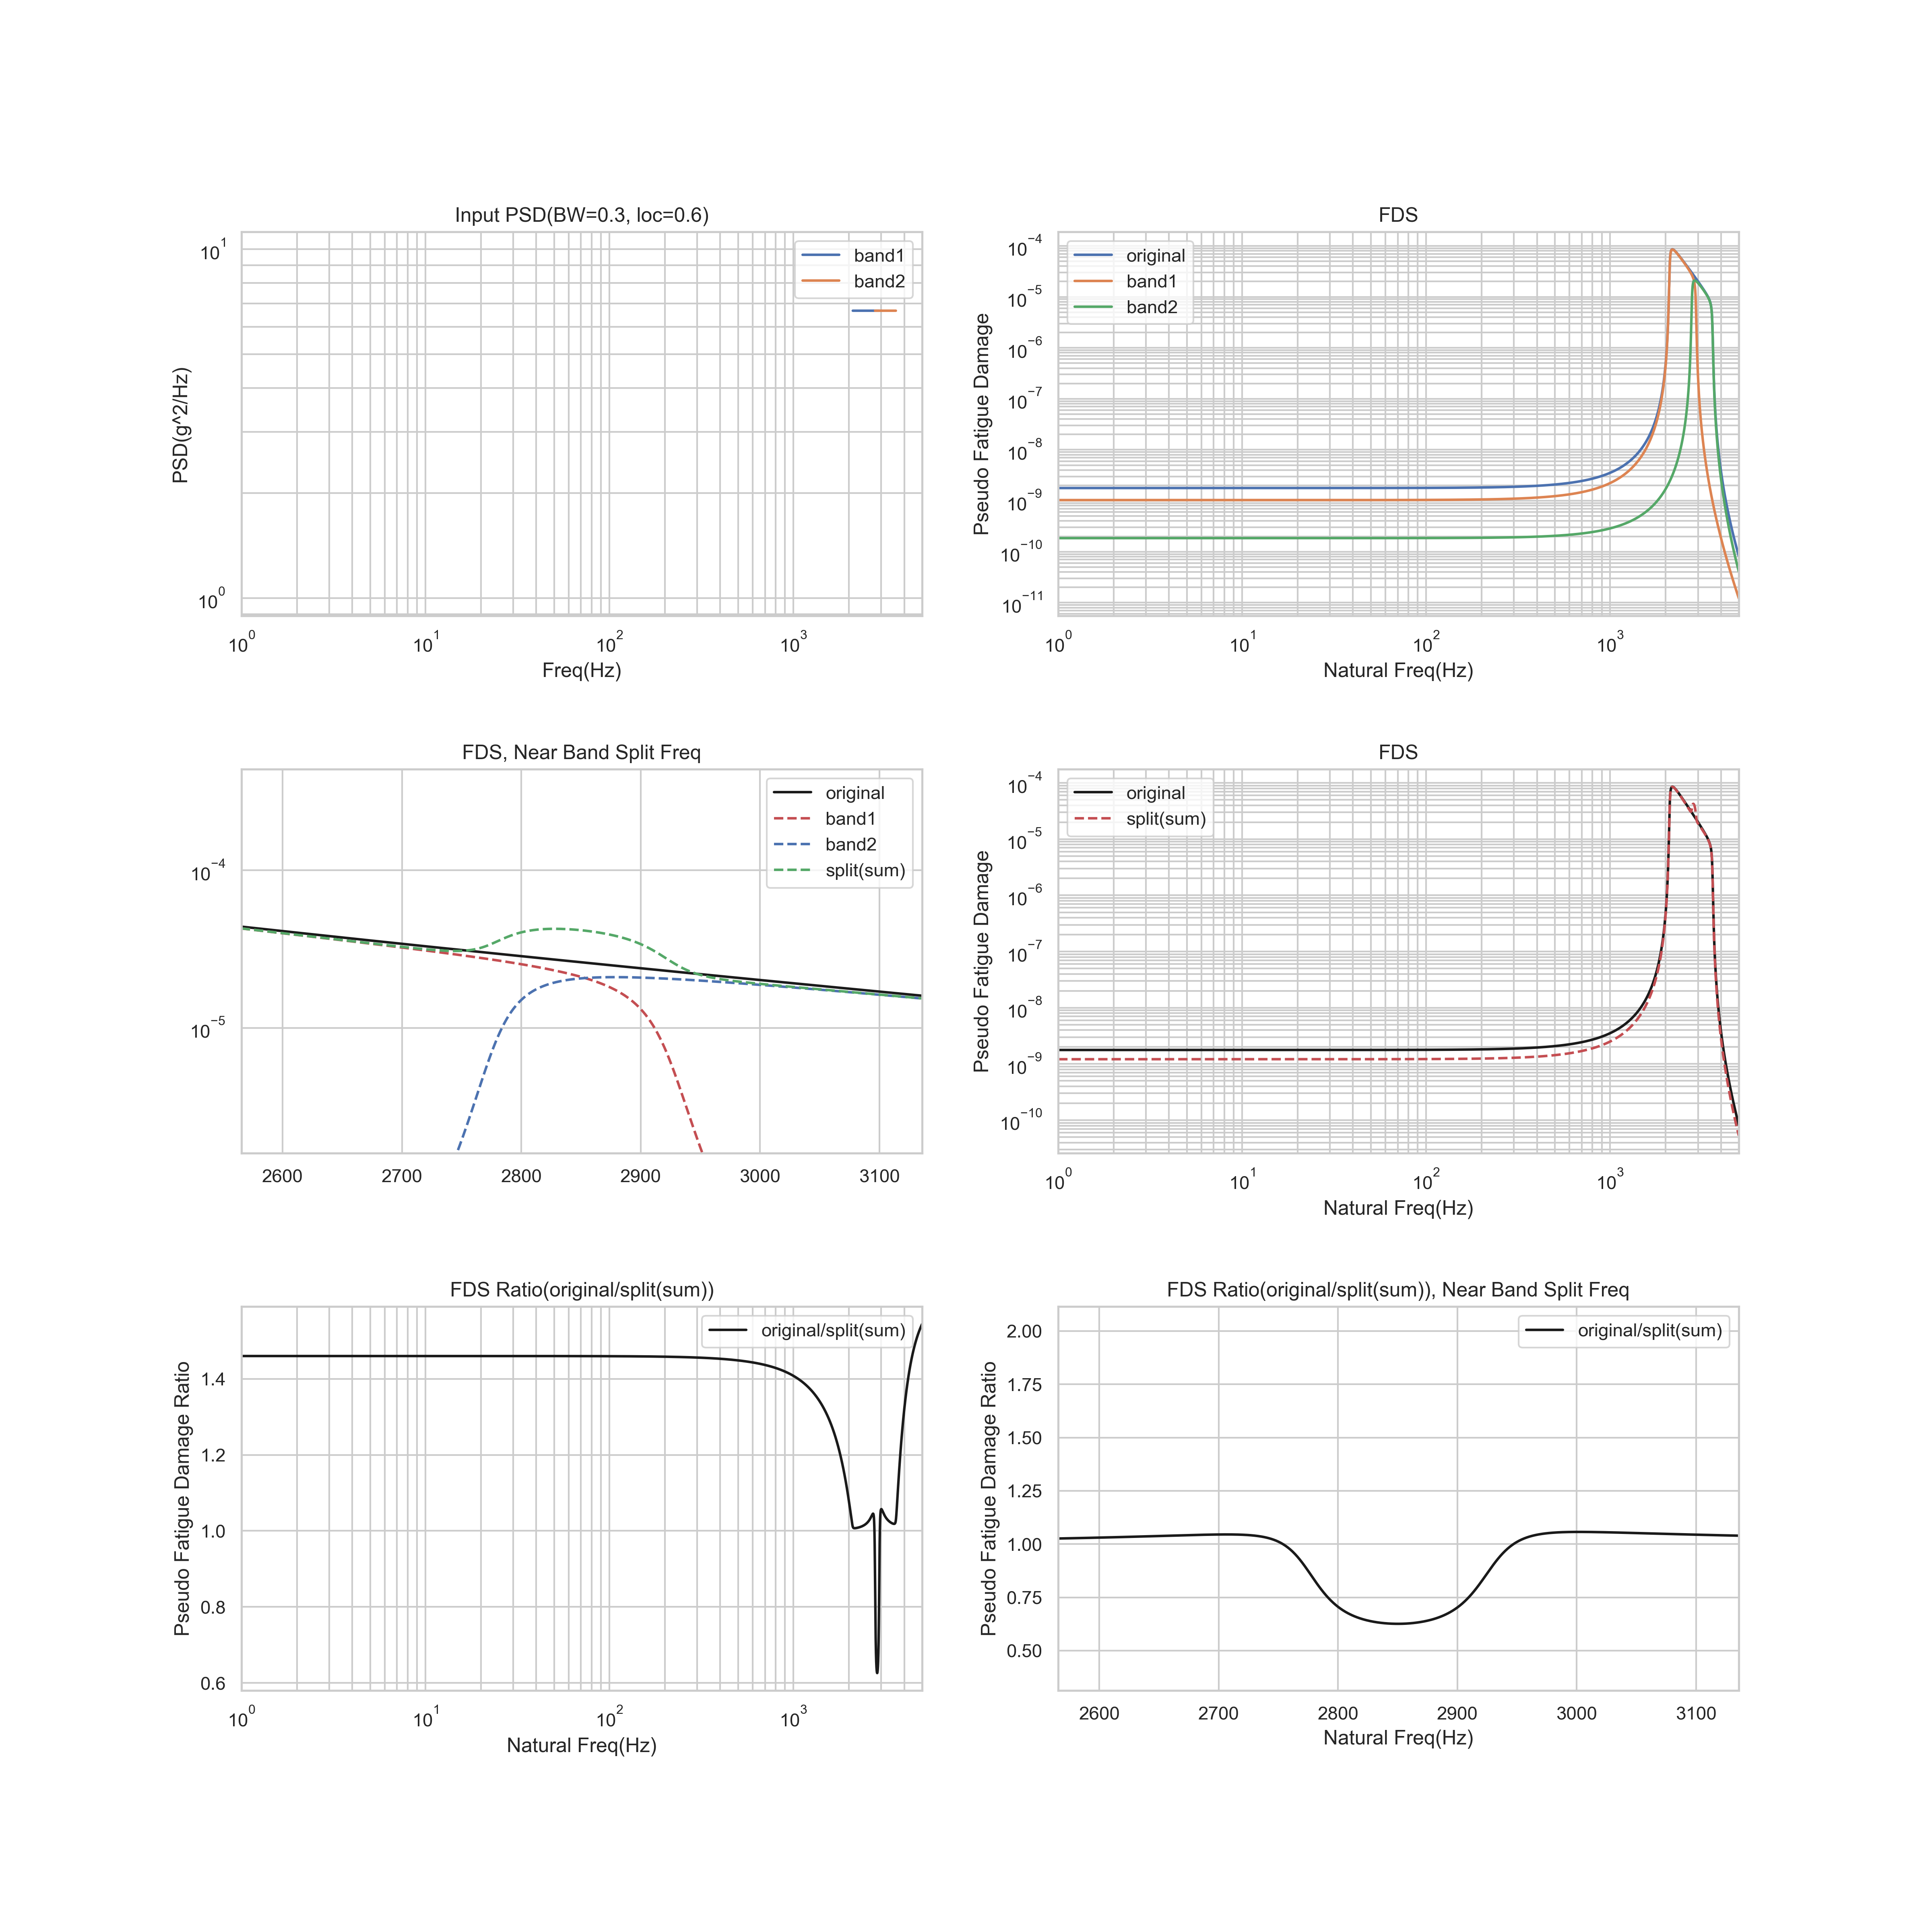 Input PSD(BW=0.3, loc=0.6)
PSD(g^2/Hz)
10^1
10^0
band1
band2
10^0 10^1 10^2 10^3
Freq(Hz)
FDS
Pseudo Fatigue Damage
10^−4
10^−5
10^−6
10^−7
10^−8
10^−9
10^−10
10^−11
original
band1
band2
10^0 10^1 10^2 10^3
Natural Freq(Hz)
FDS, Near Band Split Freq
10^−4
10^−5
original
band1
band2
split(sum)
2600 2700 2800 2900 3000 3100
FDS
Pseudo Fatigue Damage
10^−4
10^−5
10^−6
10^−7
10^−8
10^−9
10^−10
original
split(sum)
10^0 10^1 10^2 10^3
Natural Freq(Hz)
FDS Ratio(original/split(sum))
Pseudo Fatigue Damage Ratio
1.4
1.2
1.0
0.8
0.6
original/split(sum)
10^0 10^1 10^2 10^3
Natural Freq(Hz)
FDS Ratio(original/split(sum)), Near Band Split Freq
Pseudo Fatigue Damage Ratio
2.00
1.75
1.50
1.25
1.00
0.75
0.50
original/split(sum)
2600 2700 2800 2900 3000 3100
Natural Freq(Hz)